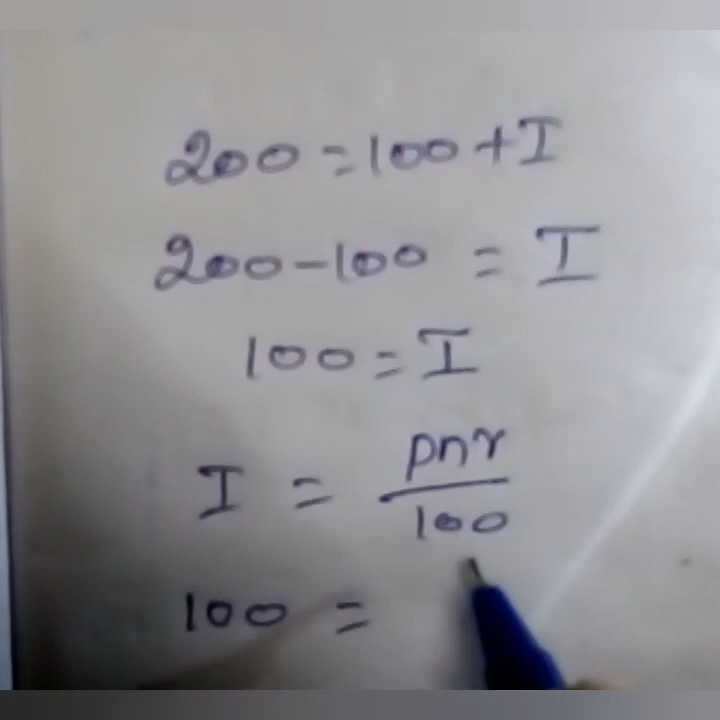 200 = 100 + I
200 - 100 = I
100 = I
I = pnr/100
100 =